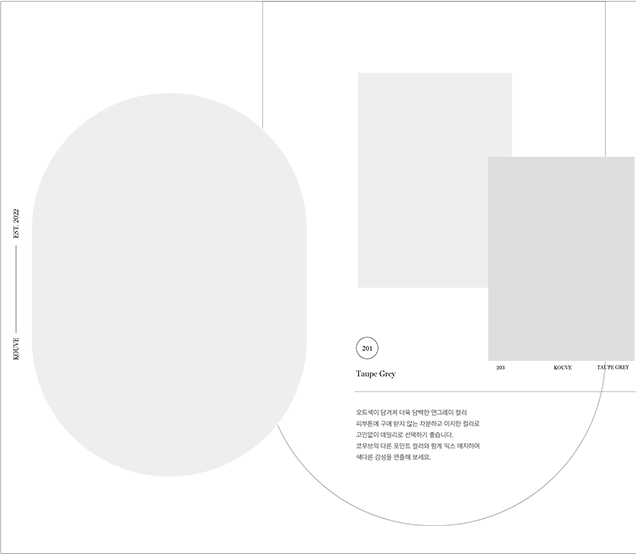 EST. 2022
KOUVE
201
Taupe Grey
203
KOUVE
TAUPE GREY
오트색이 담겨져 더욱 담백한 연그레이 컬러
피부톤에 구애 받지 않는 차분하고 이지한 컬러로
고민없이 데일리로 선택하기 좋습니다.
코우브의 다른 포인트 컬러와 함께 믹스 매치하여
색다른 감성을 연출해 보세요.